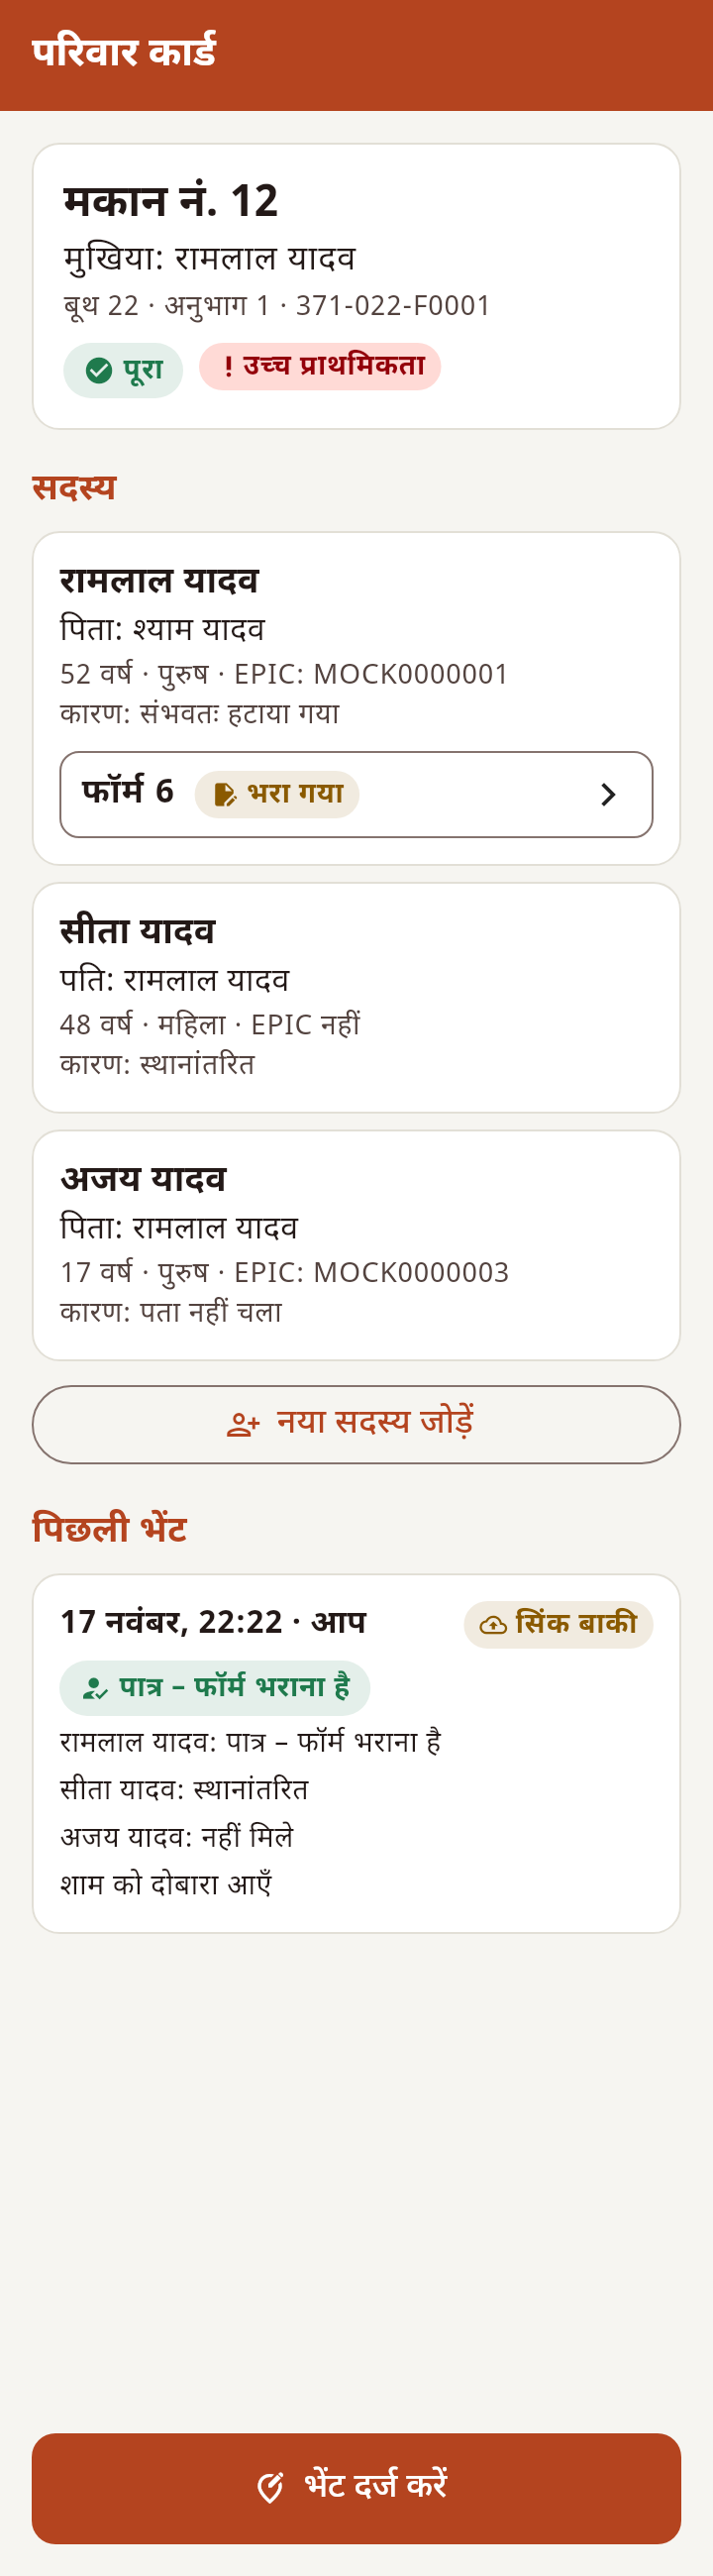 परिवार कार्ड
मकान नं. 12
मुखिया: रामलाल यादव
बूथ 22 · अनुभाग 1 · 371-022-F0001
पूरा
! उच्च प्राथमिकता
सदस्य
रामलाल यादव
पिता: श्याम यादव
52 वर्ष · पुरुष · EPIC: MOCK0000001
कारण: संभवतः हटाया गया
फॉर्म 6 भरा गया
सीता यादव
पति: रामलाल यादव
48 वर्ष · महिला · EPIC नहीं
कारण: स्थानांतरित
अजय यादव
पिता: रामलाल यादव
17 वर्ष · पुरुष · EPIC: MOCK0000003
कारण: पता नहीं चला
नया सदस्य जोड़ें
पिछली भेंट
17 नवंबर, 22:22 · आप
सिंक बाकी
पात्र – फॉर्म भराना है
रामलाल यादव: पात्र – फॉर्म भराना है
सीता यादव: स्थानांतरित
अजय यादव: नहीं मिले
शाम को दोबारा आएँ
भेंट दर्ज करें